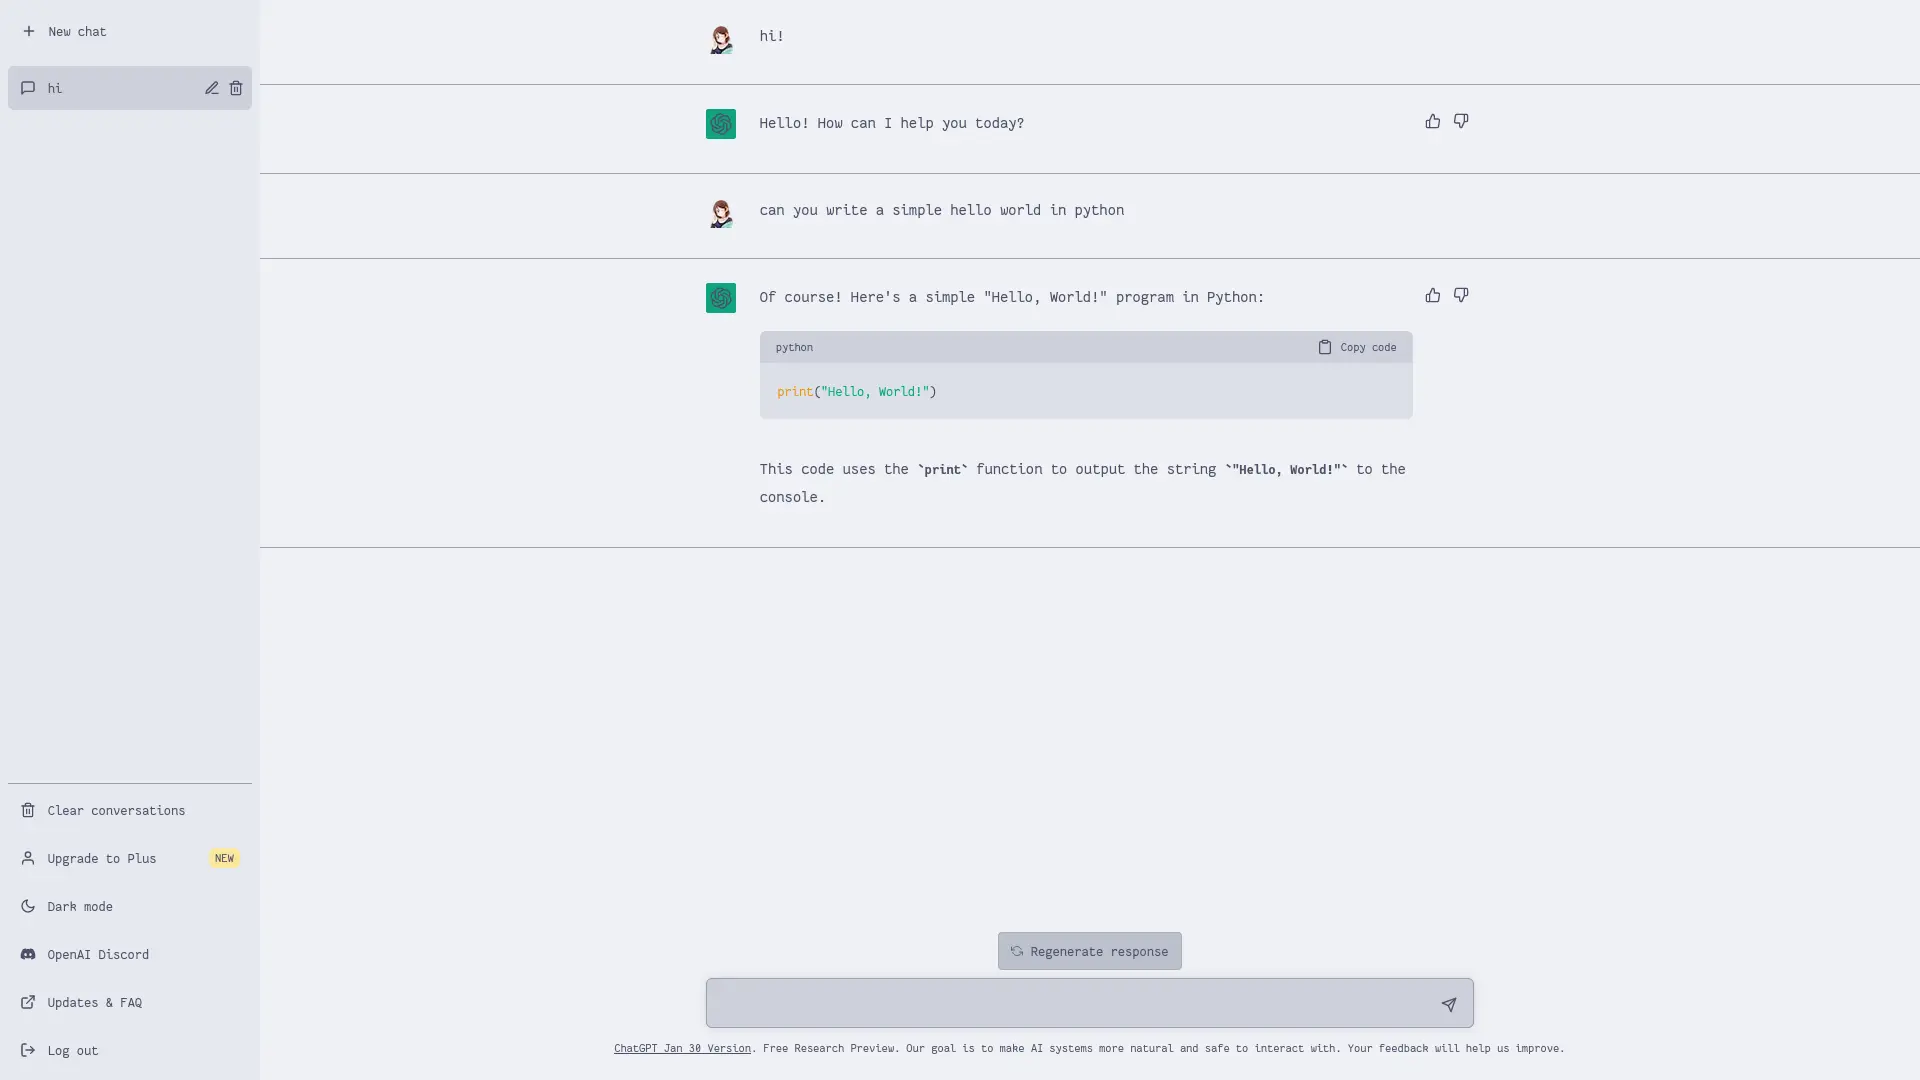 New chat
hi
Clear conversations
Upgrade to Plus NEW
Dark mode
OpenAI Discord
Updates & FAQ
Log out
hi!
Hello! How can I help you today?
can you write a simple hello world in python
Of course! Here's a simple "Hello, World!" program in Python:
python Copy code
print("Hello, World!")
This code uses the `print` function to output the string `"Hello, World!"` to the
console.
Regenerate response
ChatGPT Jan 30 Version. Free Research Preview. Our goal is to make AI systems more natural and safe to interact with. Your feedback will help us improve.